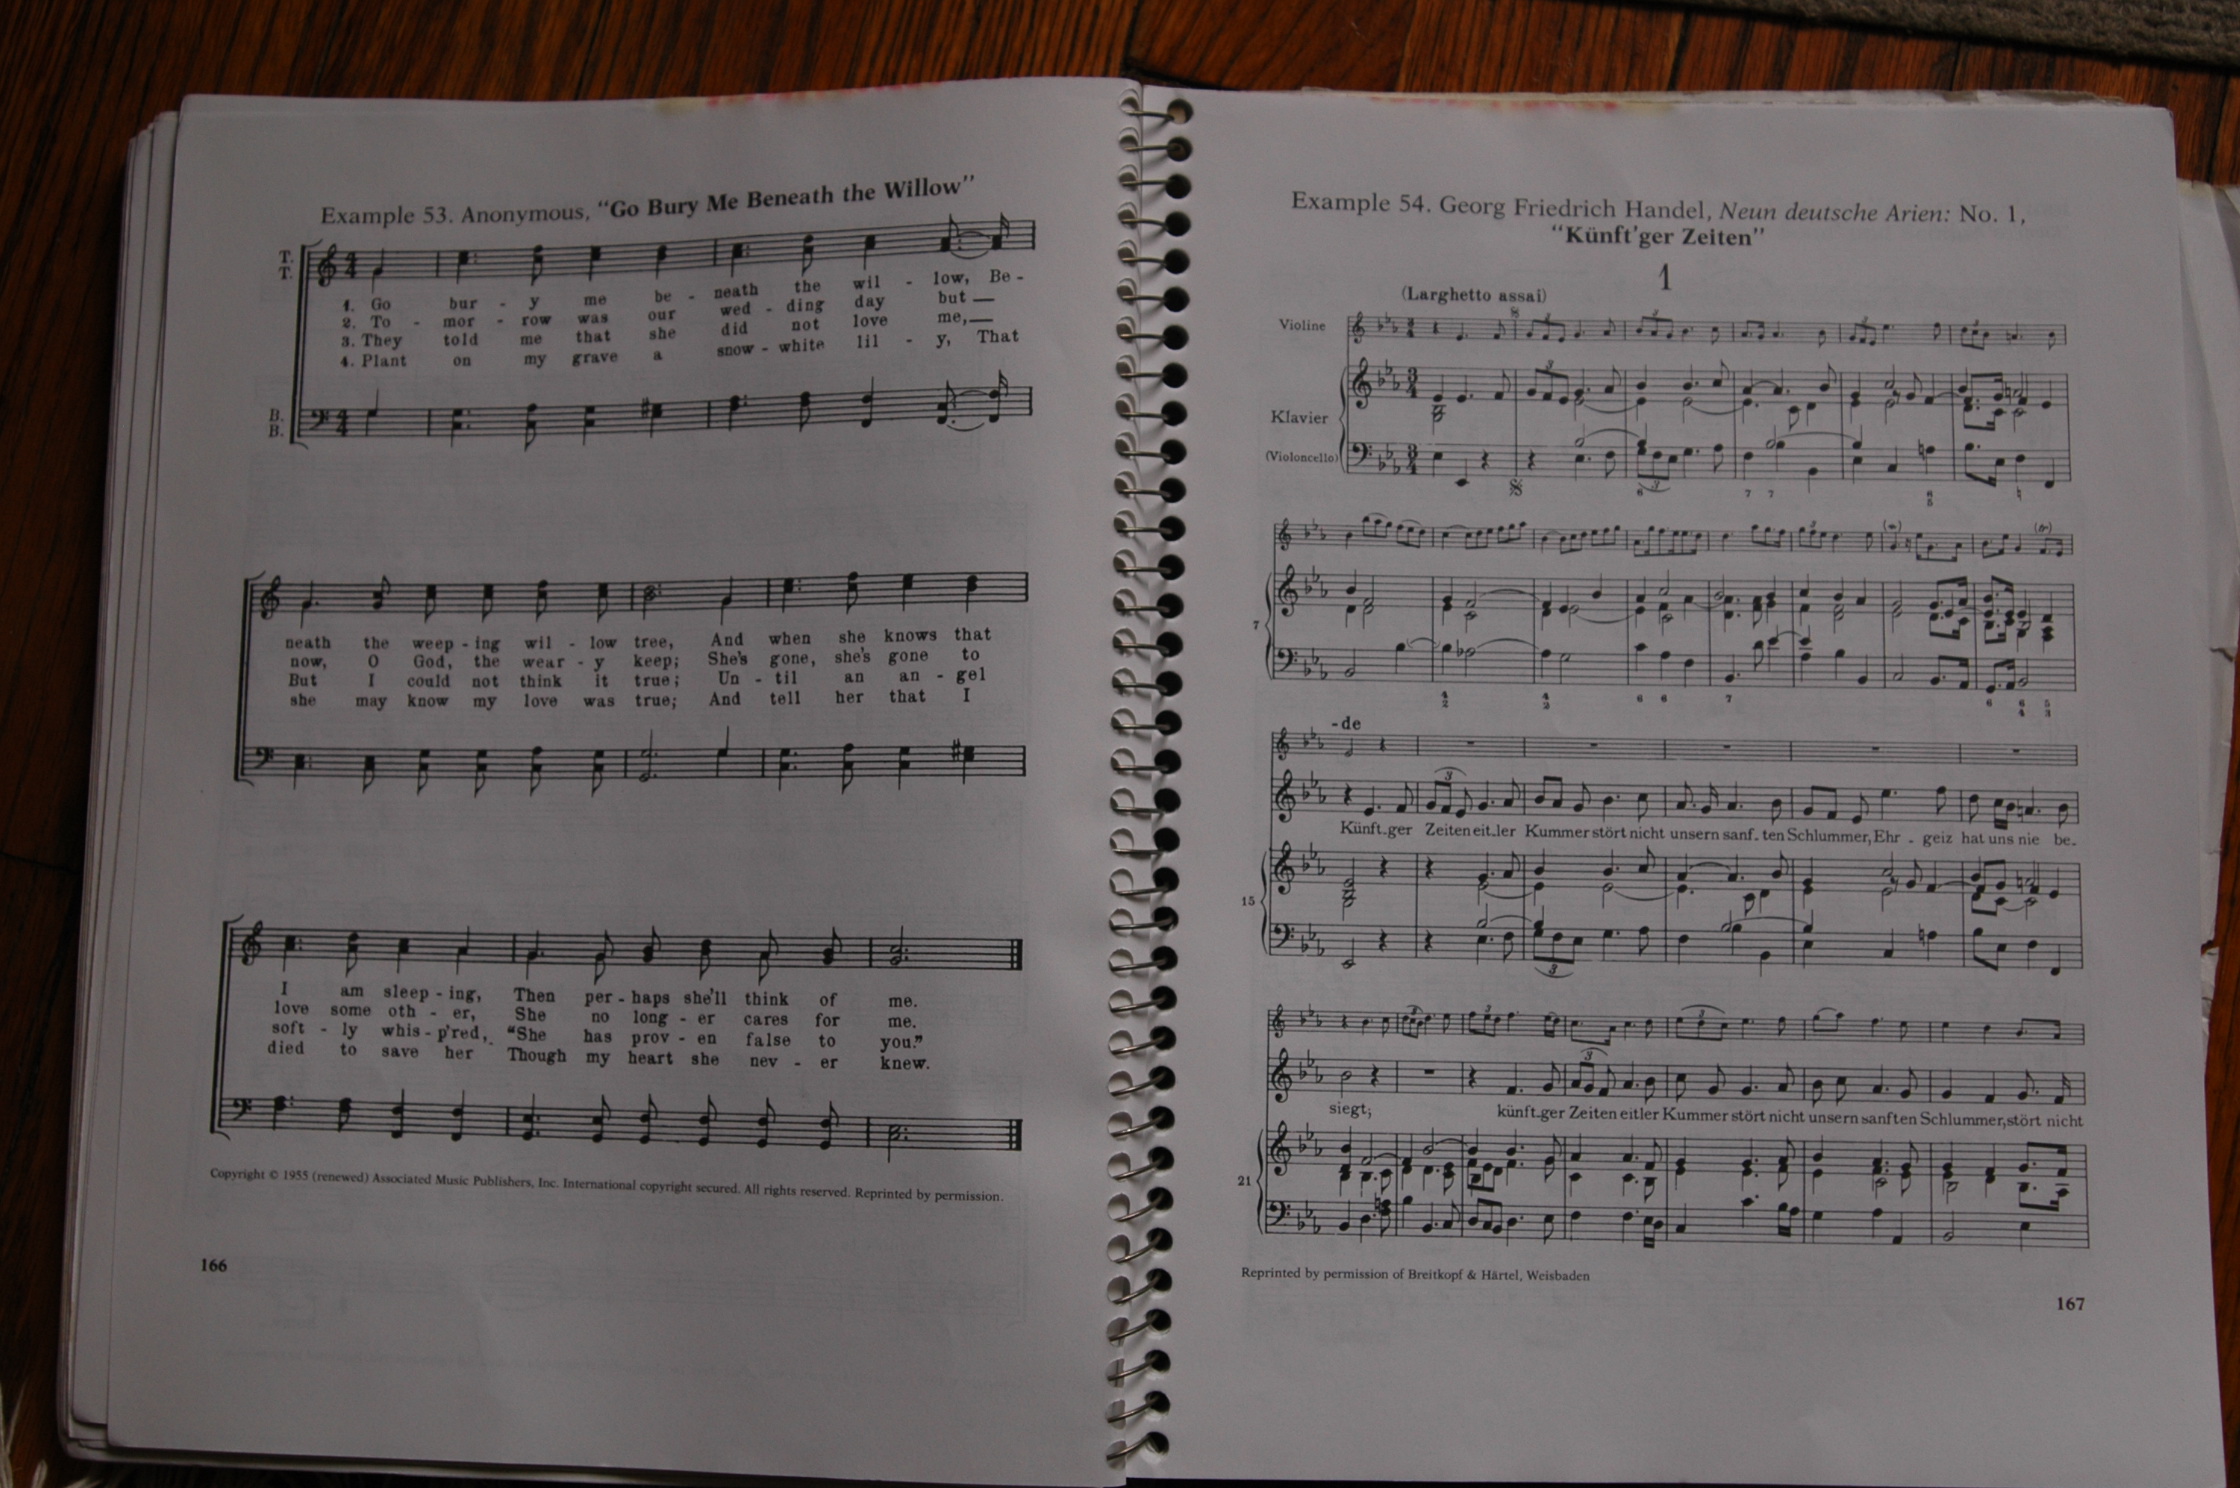 Example 53. Anonymous, “Go Bury Me Beneath the Willow”
T.
T.
1. Go bur - y me be - neath the wil - low, Be -
2. To - mor - row was our wed - ding day but
3. They told me that she did not love me, 
4. Plant on my grave a snow - white lil - y, That
B.
B.
neath the weep - ing wil - low tree, And when she knows that
now, O God, the wear - y keep; She's gone, she's gone to
But I could not think it true; Un - til an an - gel
she may know my love was true; And tell her that I
I am sleep - ing, Then per - haps she'll think of me.
love some oth - er, She no long - er cares for me.
soft - ly whis - p'red, “She has prov - en false to you.”
died to save her Though my heart she nev - er knew.
Copyright © 1955 (renewed) Associated Music Publishers, Inc. International copyright secured. All rights reserved. Reprinted by permission.
166
Example 54. Georg Friedrich Handel, Neun deutsche Arien: No. 1,
“Künft'ger Zeiten”
1
(Larghetto assai)
Violine
Klavier
(Violoncello)
7
- de
Künft.ger Zeiten eit.ler Kummer stört nicht unsern sanf. ten Schlummer, Ehr - geiz hat uns nie be.
15
siegt; künft.ger Zeiten eitler Kummer stört nicht unsern sanften Schlummer, stört nicht
21
Reprinted by permission of Breitkopf & Härtel, Weisbaden
167